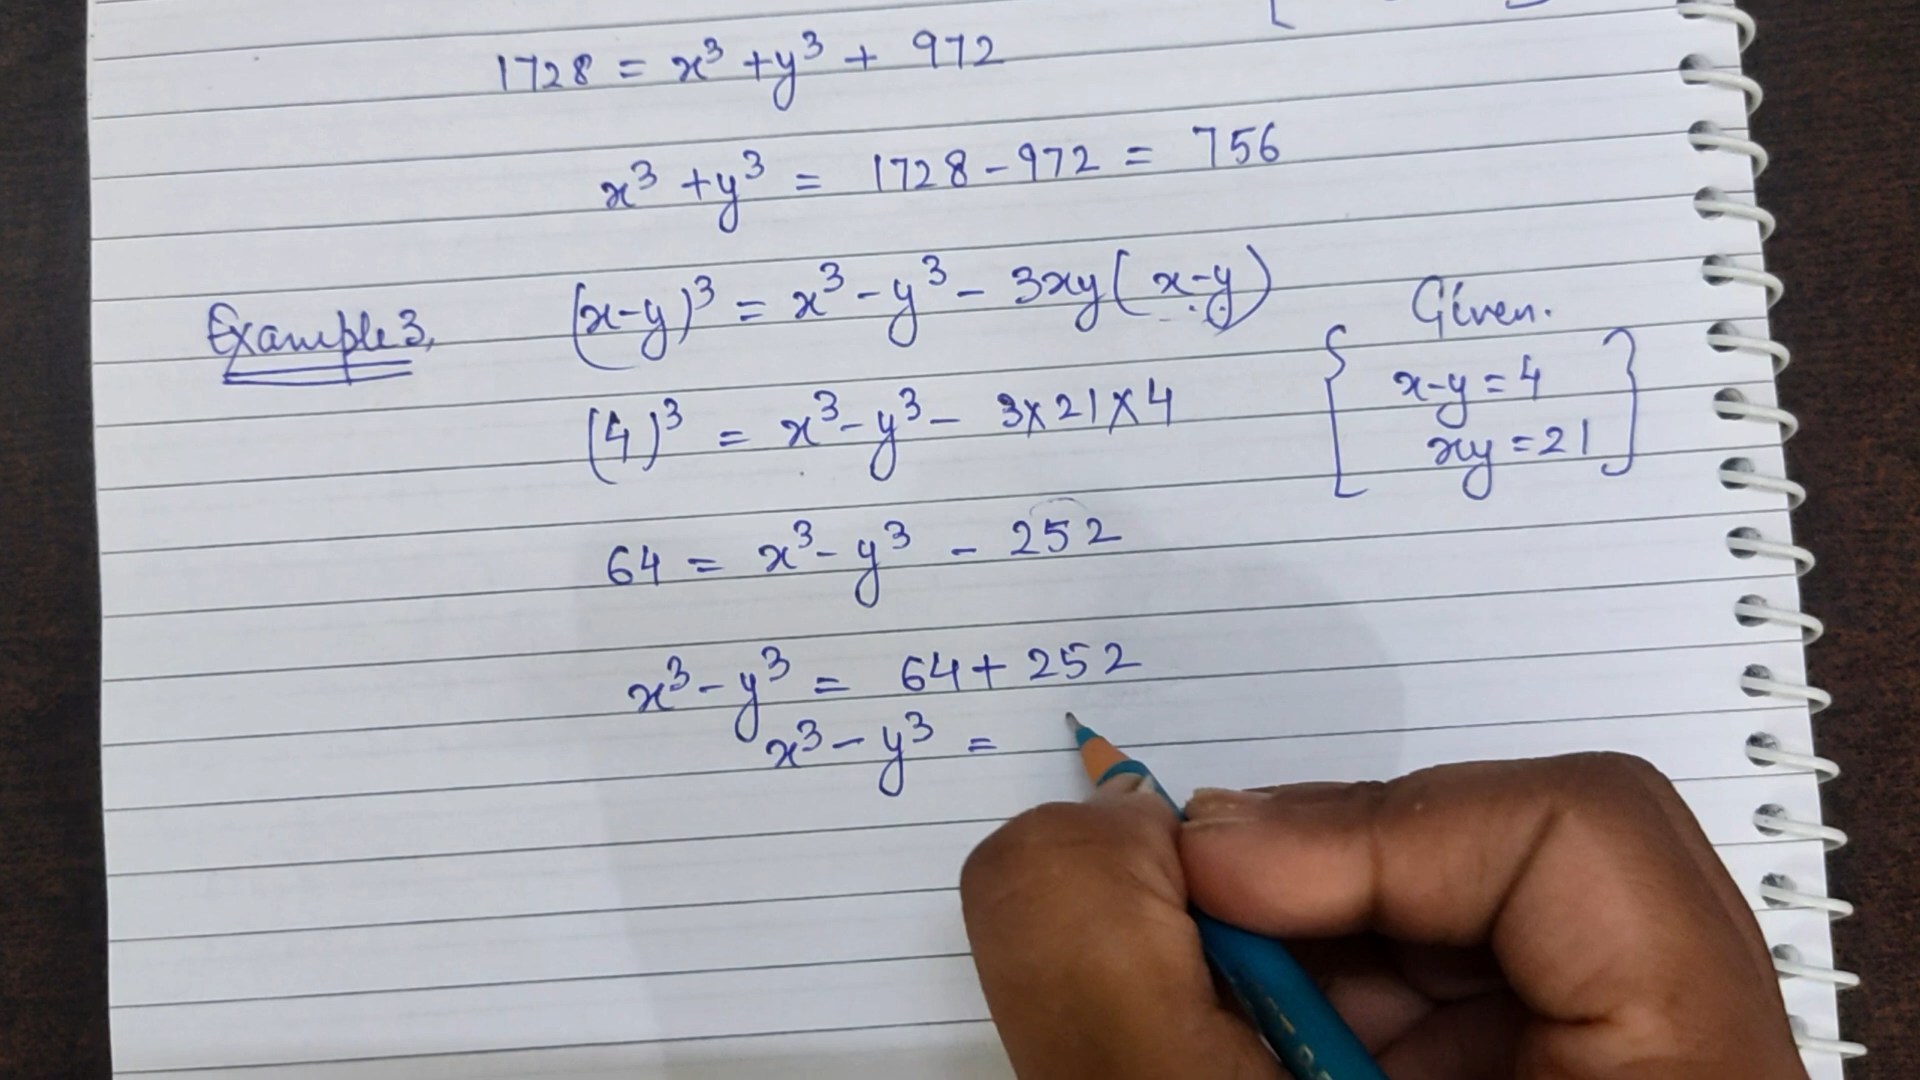 1728 = x³ + y³ + 972
x³ + y³ = 1728 - 972 = 756
Example 3, (x-y)³ = x³ - y³ - 3xy(x-y)
Given.
(4)³ = x³ - y³ - 3×21×4
x-y = 4
xy = 21
64 = x³ - y³ - 252
x³ - y³ = 64 + 252
x³ - y³ =